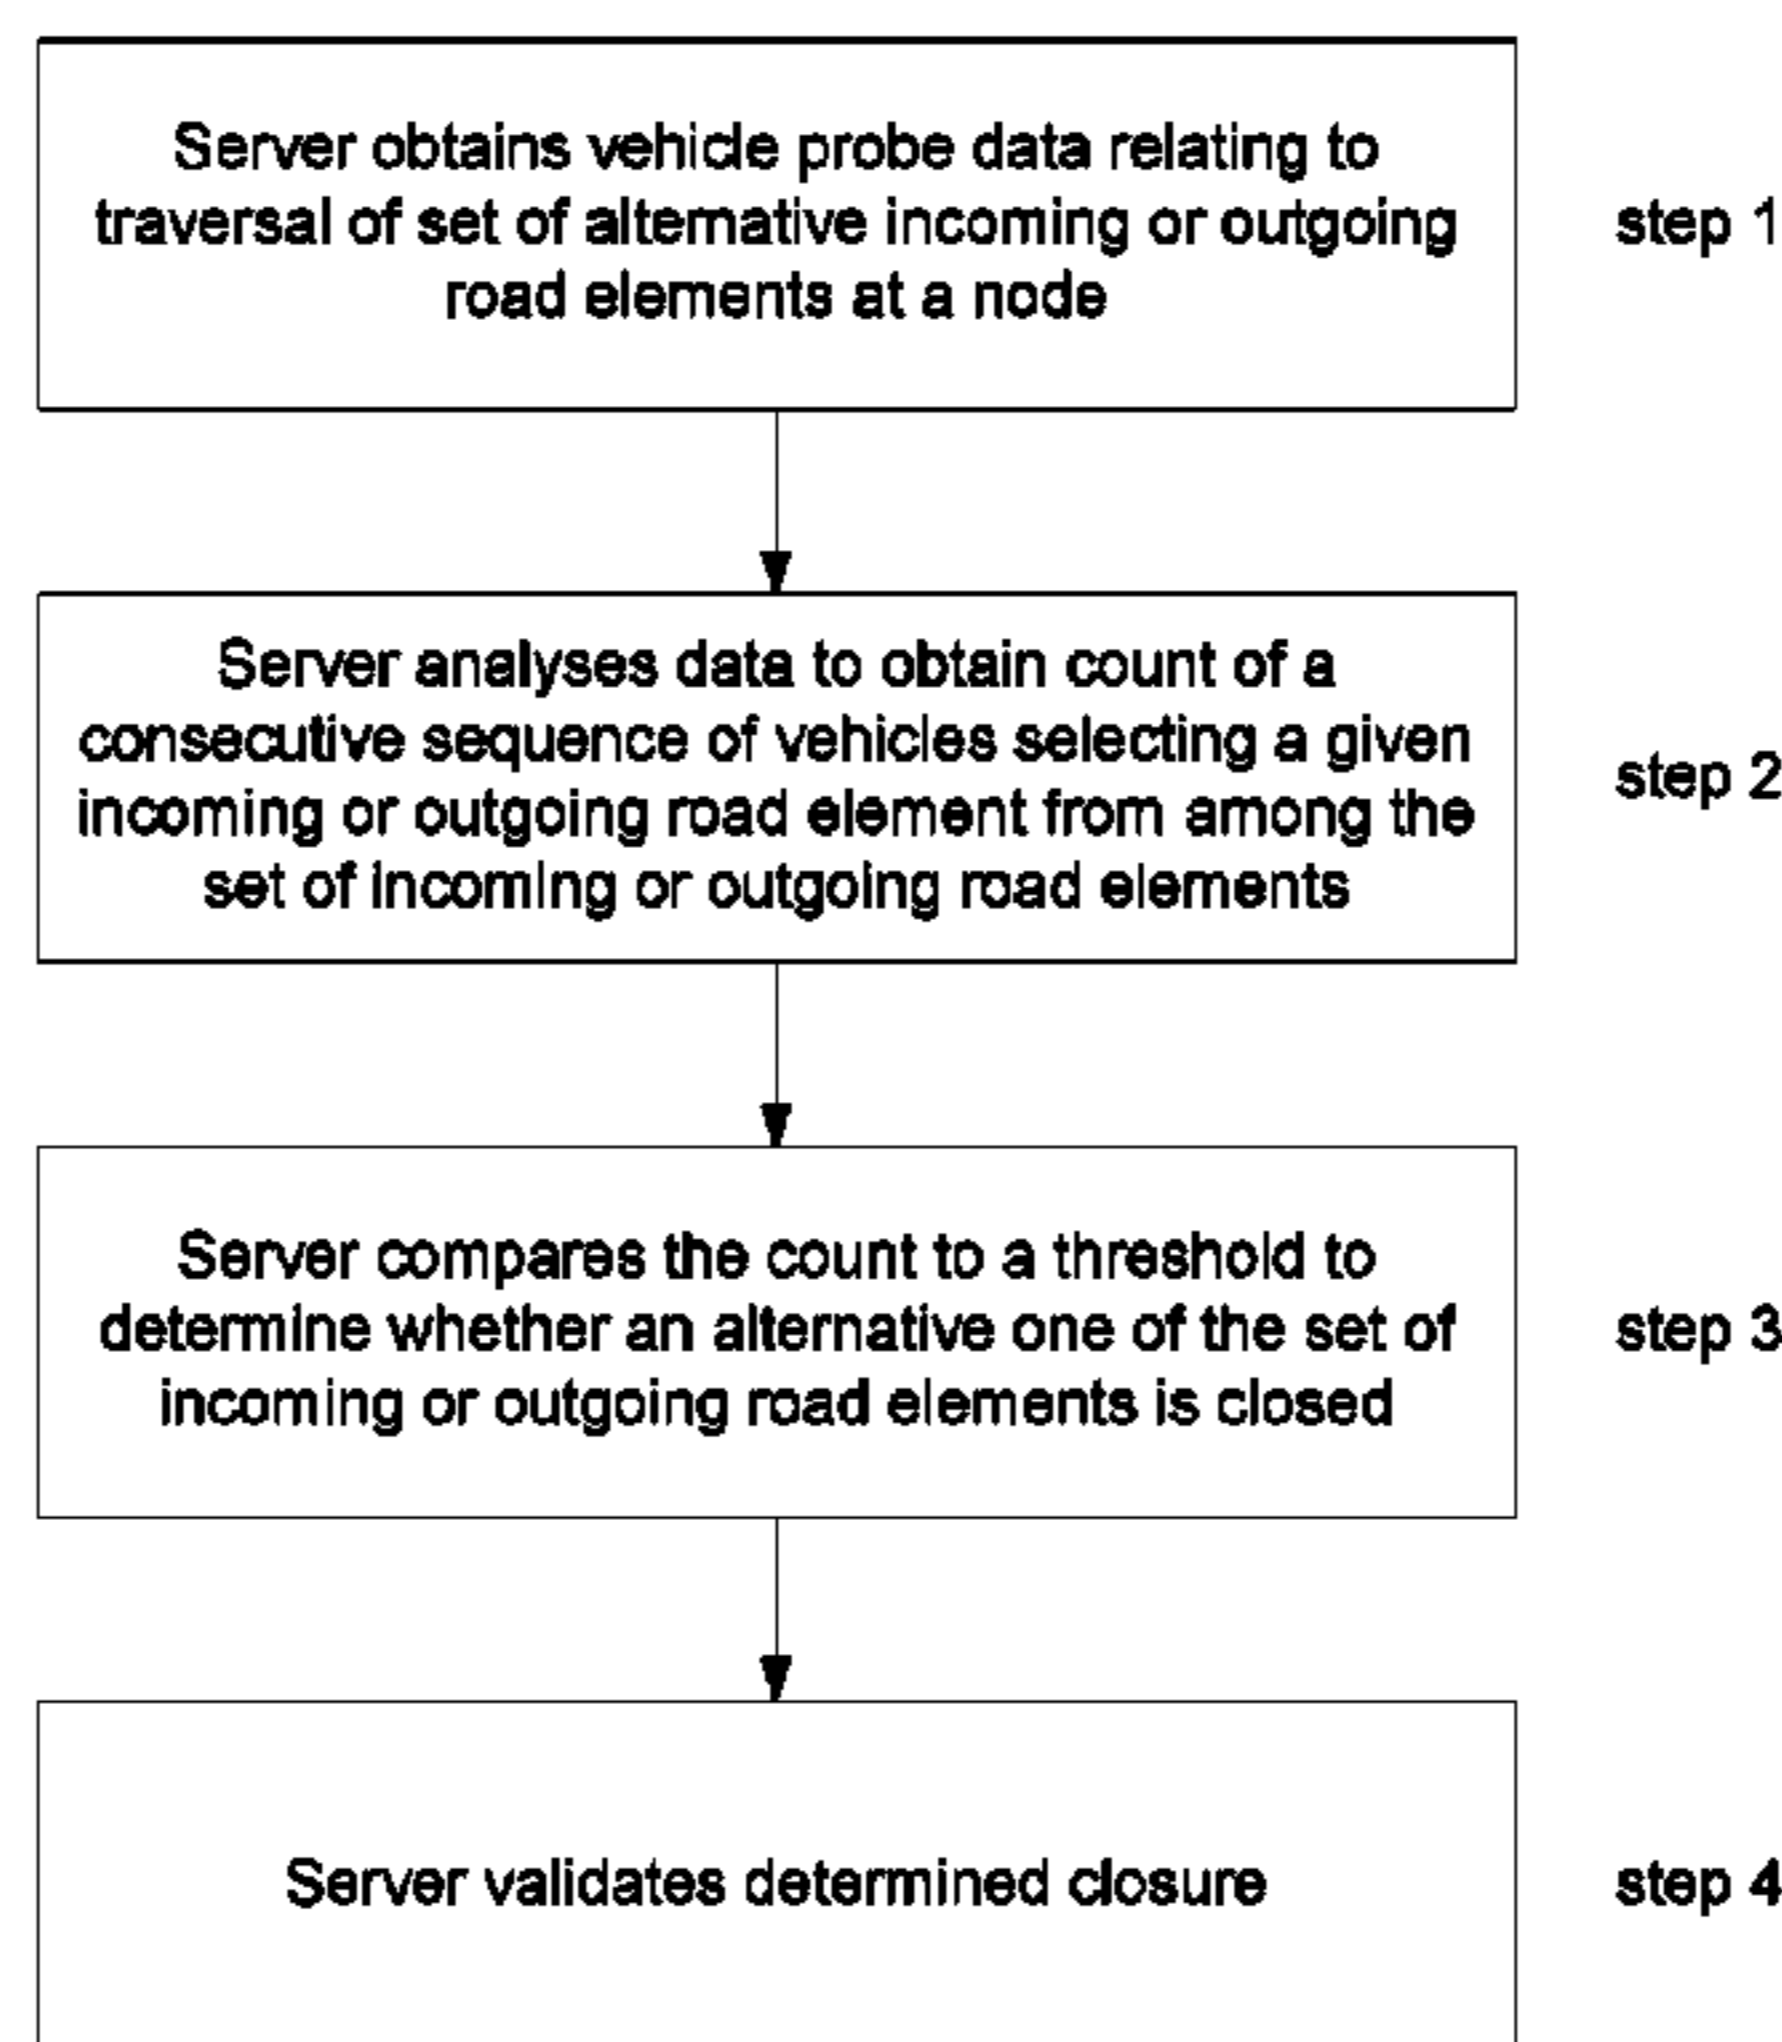 Server obtains vehicle probe data relating to
traversal of set of alternative incoming or outgoing
road elements at a node
step 1
Server analyses data to obtain count of a
consecutive sequence of vehicles selecting a given
incoming or outgoing road element from among the
set of incoming or outgoing road elements
step 2
Server compares the count to a threshold to
determine whether an alternative one of the set of
incoming or outgoing road elements is closed
step 3
Server validates determined closure
step 4